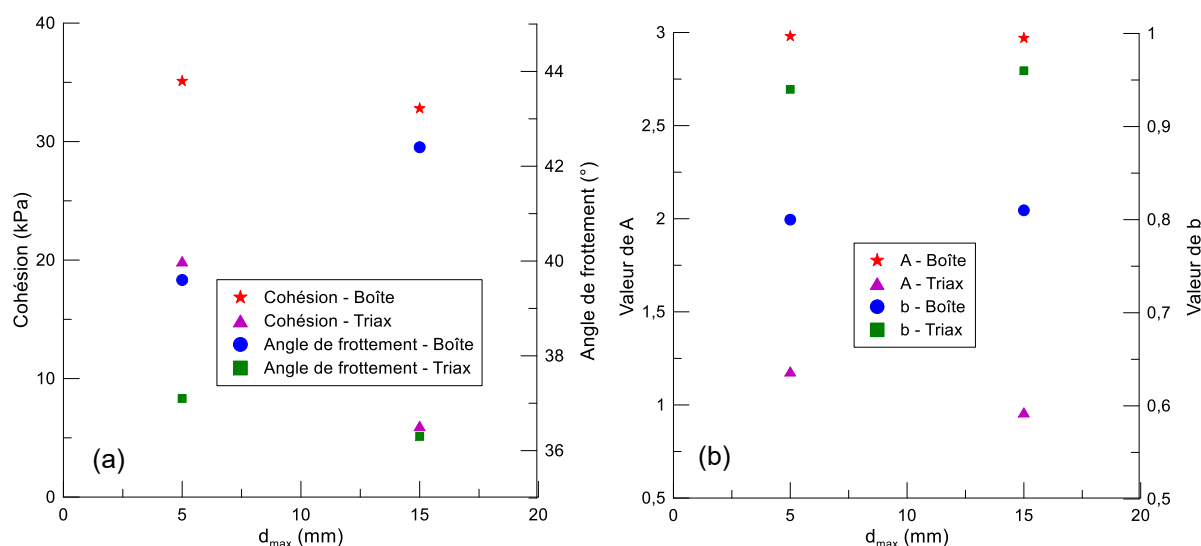 40
30
20
10
0
Cohésion (kPa)
44
42
40
38
36
Angle de frottement (°)
Cohésion - Boîte
Cohésion - Triax
Angle de frottement - Boîte
Angle de frottement - Triax
(a)
0 5 10 15 20
dmax (mm)
3
2,5
2
1,5
1
0,5
Valeur de A
1
0,9
0,8
0,7
0,6
0,5
Valeur de b
A - Boîte
A - Triax
b - Boîte
b - Triax
(b)
0 5 10 15 20
dmax (mm)